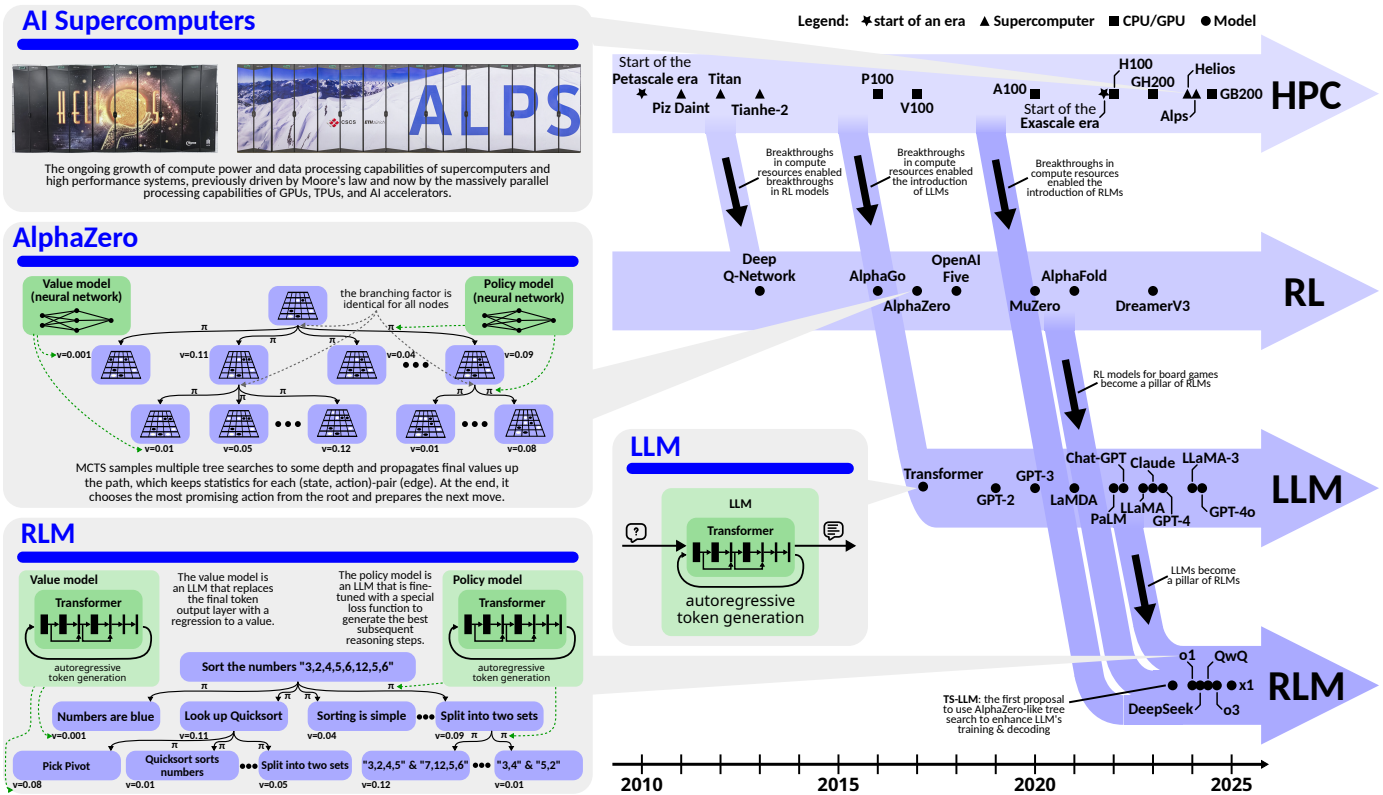 AI Supercomputers
HELIOS
CSCS
ETH zürich
ALPS
The ongoing growth of compute power and data processing capabilities of supercomputers and
high performance systems, previously driven by Moore's law and now by the massively parallel
processing capabilities of GPUs, TPUs, and AI accelerators.
AlphaZero
Value model
(neural network)
the branching factor is
identical for all nodes
Policy model
(neural network)
π
π
π
π
v=0.001
v=0.11
v=0.04
v=0.09
π
π
π
π
π
v=0.01
v=0.05
v=0.12
v=0.01
v=0.08
MCTS samples multiple tree searches to some depth and propagates final values up
the path, which keeps statistics for each (state, action)-pair (edge). At the end, it
chooses the most promising action from the root and prepares the next move.
RLM
Value model
Transformer
autoregressive
token generation
The value model is
an LLM that replaces
the final token
output layer with a
regression to a value.
The policy model is
an LLM that is fine-
tuned with a special
loss function to
generate the best
subsequent
reasoning steps.
Policy model
Transformer
autoregressive
token generation
Sort the numbers "3,2,4,5,6,12,5,6"
π
π
π
π
Numbers are blue
Look up Quicksort
Sorting is simple
Split into two sets
v=0.001
v=0.11
v=0.04
v=0.09
π
π
π
π
π
Pick Pivot
Quicksort sorts
numbers
Split into two sets
"3,2,4,5" & "7,12,5,6"
"3,4" & "5,2"
v=0.08
v=0.01
v=0.05
v=0.12
v=0.01
LLM
LLM
Transformer
?
autoregressive
token generation
Legend:
start of an era
Supercomputer
CPU/GPU
Model
Start of the
Petascale era
Piz Daint
Titan
Tianhe-2
P100
V100
A100
Start of the
Exascale era
H100
GH200
Helios
Alps
GB200
HPC
Breakthroughs
in compute
resources enabled
breakthroughs
in RL models
Breakthroughs
in compute
resources enabled
the introduction
of LLMs
Breakthroughs in
compute resources
enabled the
introduction of RLMs
Deep
Q-Network
AlphaGo
AlphaZero
OpenAI
Five
MuZero
AlphaFold
DreamerV3
RL
RL models for board games
become a pillar of RLMs
Transformer
GPT-2
GPT-3
LaMDA
Chat-GPT
PaLM
LLaMA
Claude
GPT-4
LLaMA-3
GPT-4o
LLM
LLMs become
a pillar of RLMs
TS-LLM: the first proposal
to use AlphaZero-like tree
search to enhance LLM's
training & decoding
o1
QwQ
DeepSeek
o3
x1
RLM
2010
2015
2020
2025